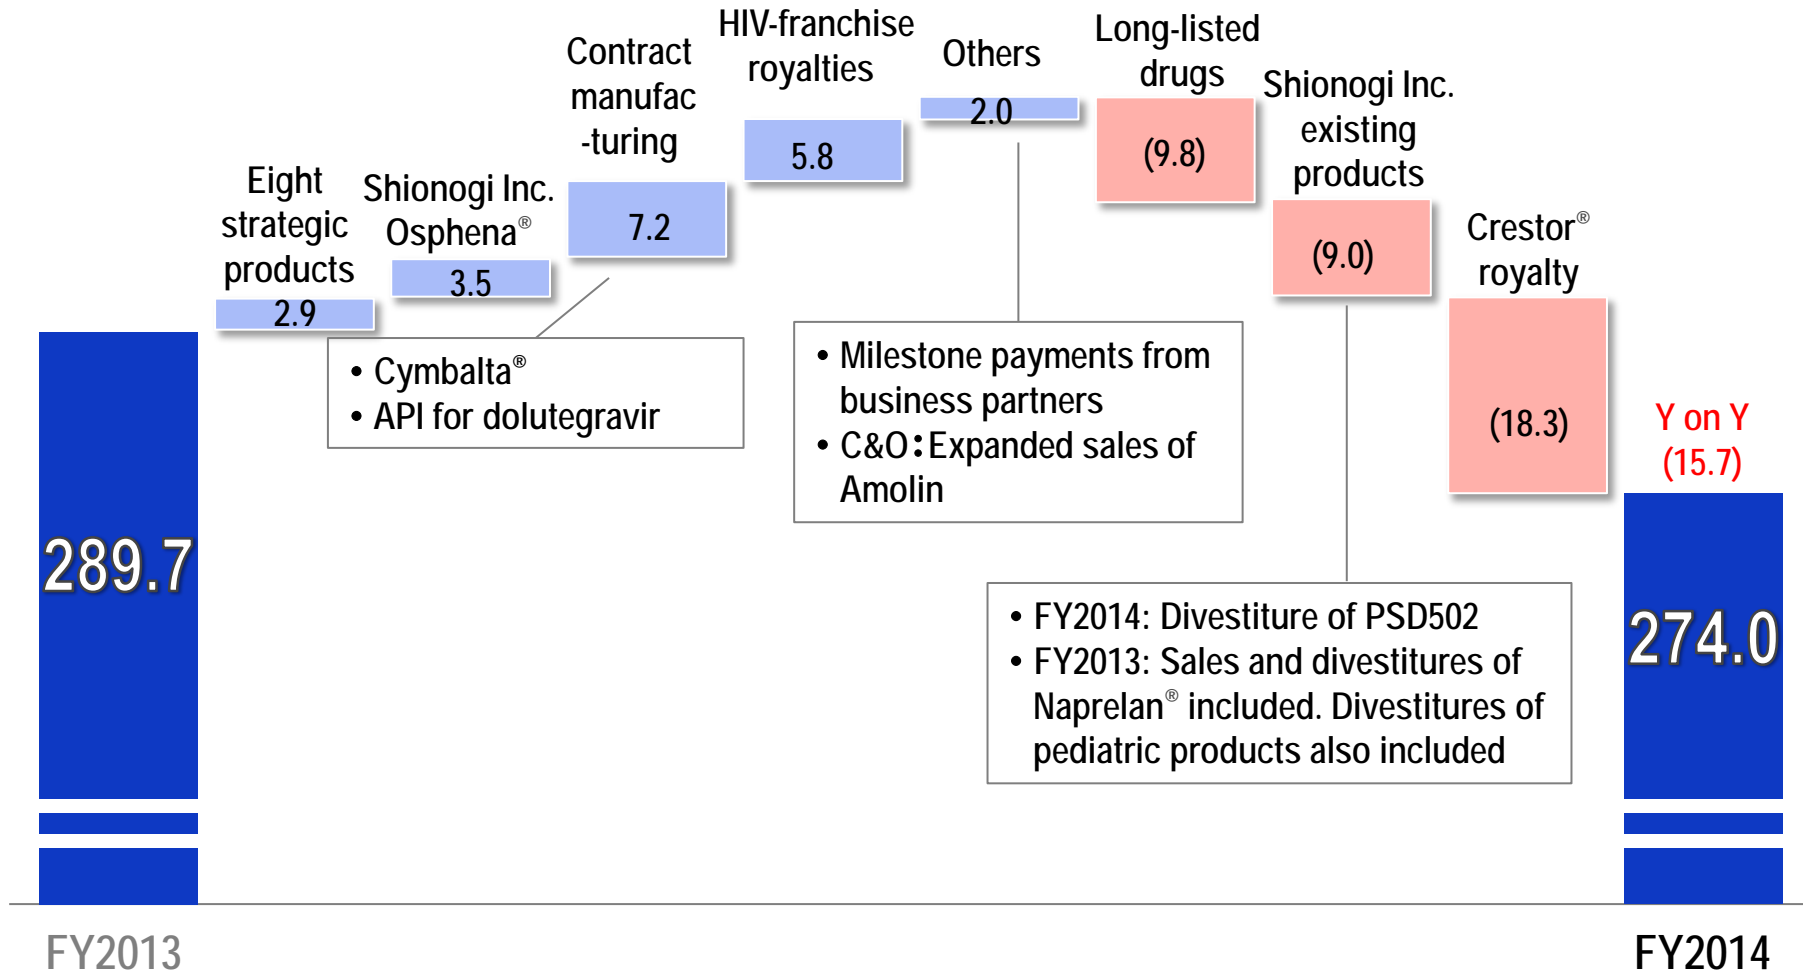 Eight
strategic
products
2.9
Shionogi Inc.
Osphena®
3.5
Contract
manufac
-turing
7.2
HIV-franchise
royalties
5.8
Others
2.0
Long-listed
drugs
(9.8)
Shionogi Inc.
existing
products
(9.0)
Crestor®
royalty
(18.3)
Y on Y
(15.7)
• Cymbalta®
• API for dolutegravir
• Milestone payments from
business partners
• C&O：Expanded sales of
Amolin
• FY2014: Divestiture of PSD502
• FY2013: Sales and divestitures of
Naprelan® included. Divestitures of
pediatric products also included
289.7
274.0
FY2013
FY2014